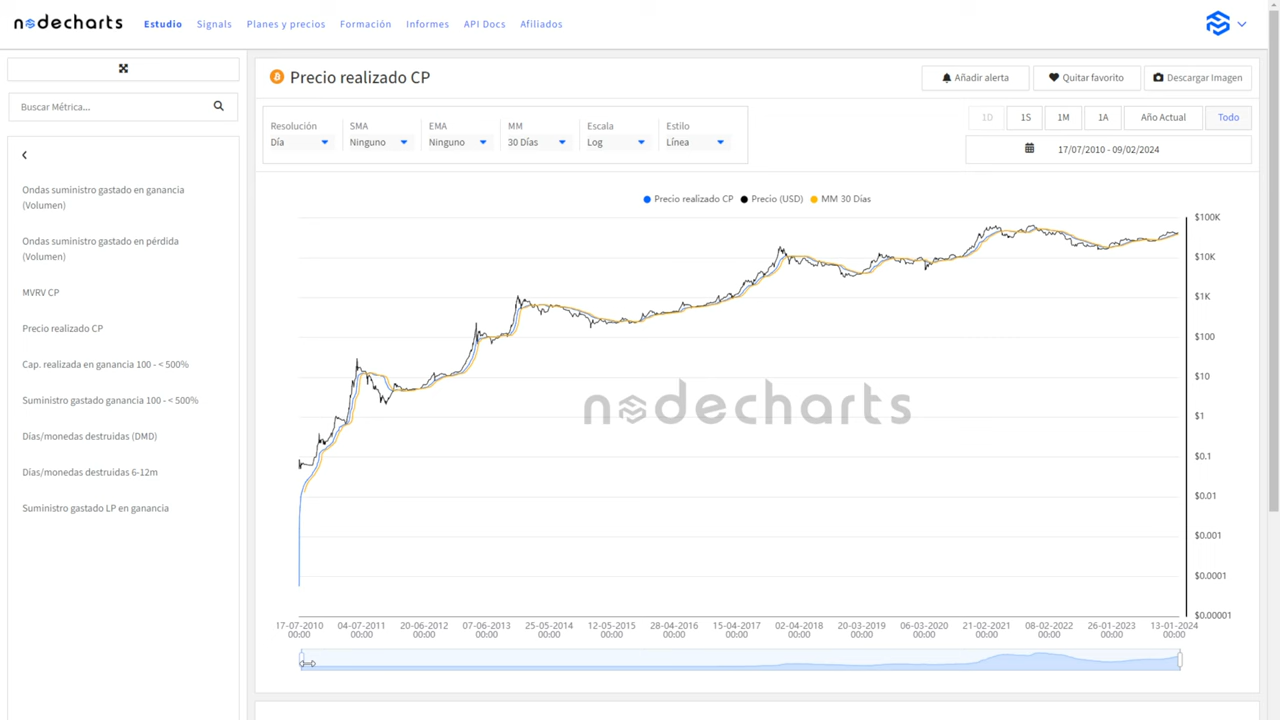 nodecharts
Estudio Signals Planes y precios Formación Informes API Docs Afiliados
Buscar Métrica...
Ondas suministro gastado en ganancia
(Volumen)
Ondas suministro gastado en pérdida
(Volumen)
MVRV CP
Precio realizado CP
Cap. realizada en ganancia 100 - < 500%
Suministro gastado ganancia 100 - < 500%
Días/monedas destruidas (DMD)
Días/monedas destruidas 6-12m
Suministro gastado LP en ganancia
Precio realizado CP
Añadir alerta Quitar favorito Descargar Imagen
Resolución SMA EMA MM Escala Estilo
Día Ninguno Ninguno 30 Días Log Línea
1D 1S 1M 1A Año Actual Todo
17/07/2010 - 09/02/2024
Precio realizado CP Precio (USD) MM 30 Días
$100K
$10K
$1K
$100
$10
$1
$0.1
$0.01
$0.001
$0.0001
$0.00001
nodecharts
17-07-2010 04-07-2011 20-06-2012 07-06-2013 25-05-2014 12-05-2015 28-04-2016 15-04-2017 02-04-2018 20-03-2019 06-03-2020 21-02-2021 08-02-2022 26-01-2023 13-01-2024
00:00 00:00 00:00 00:00 00:00 00:00 00:00 00:00 00:00 00:00 00:00 00:00 00:00 00:00 00:00